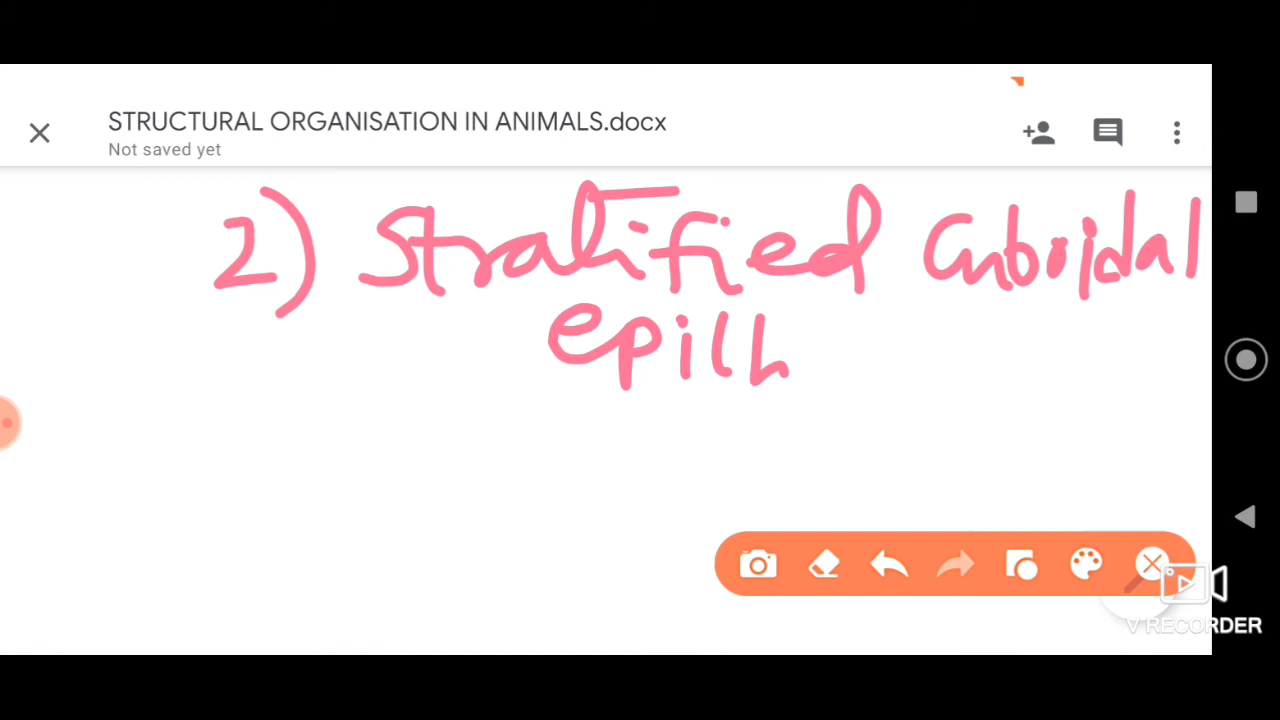 STRUCTURAL ORGANISATION IN ANIMALS.docx
Not saved yet
2) Stratified Cuboidal
epith
V RECORDER